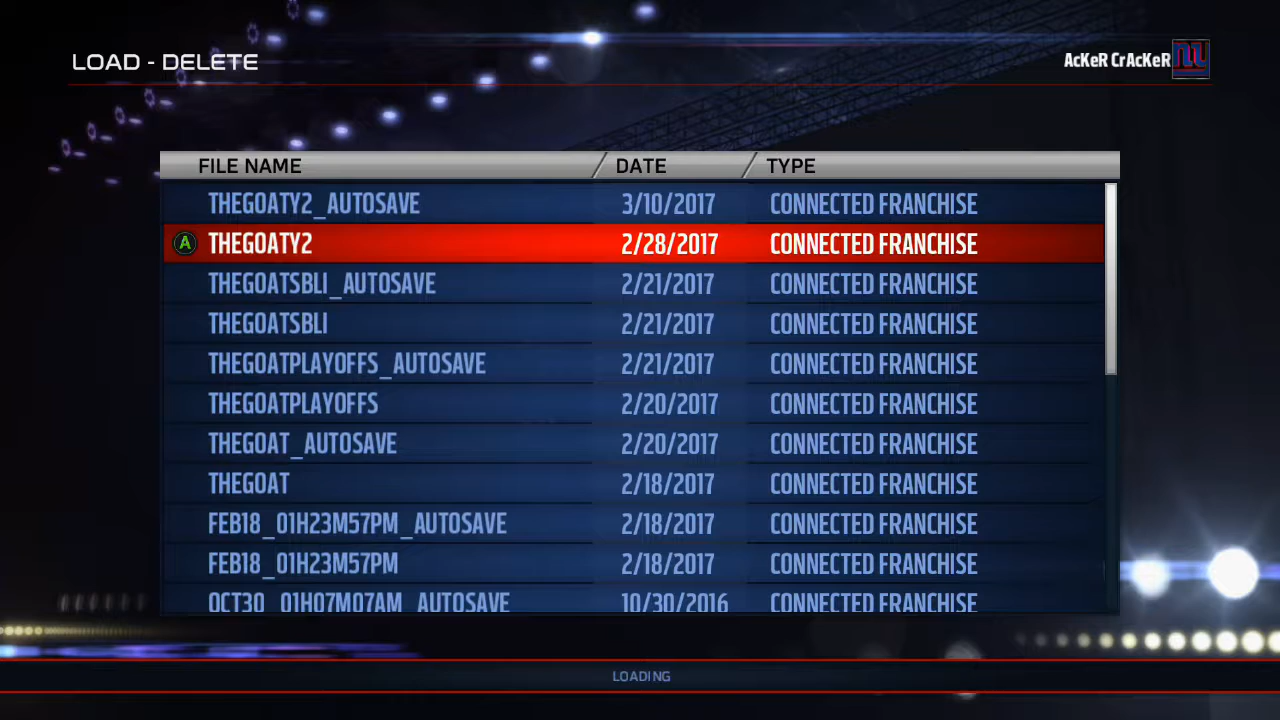 LOAD - DELETE
AcKeR CrAcKeR
FILE NAME DATE TYPE
THEGOATY2_AUTOSAVE 3/10/2017 CONNECTED FRANCHISE
A THEGOATY2 2/28/2017 CONNECTED FRANCHISE
THEGOATSBLI_AUTOSAVE 2/21/2017 CONNECTED FRANCHISE
THEGOATSBLI 2/21/2017 CONNECTED FRANCHISE
THEGOATPLAYOFFS_AUTOSAVE 2/21/2017 CONNECTED FRANCHISE
THEGOATPLAYOFFS 2/20/2017 CONNECTED FRANCHISE
THEGOAT_AUTOSAVE 2/20/2017 CONNECTED FRANCHISE
THEGOAT 2/18/2017 CONNECTED FRANCHISE
FEB18_01H23M57PM_AUTOSAVE 2/18/2017 CONNECTED FRANCHISE
FEB18_01H23M57PM 2/18/2017 CONNECTED FRANCHISE
OCT30_01H07M07AM_AUTOSAVE 10/30/2016 CONNECTED FRANCHISE
LOADING